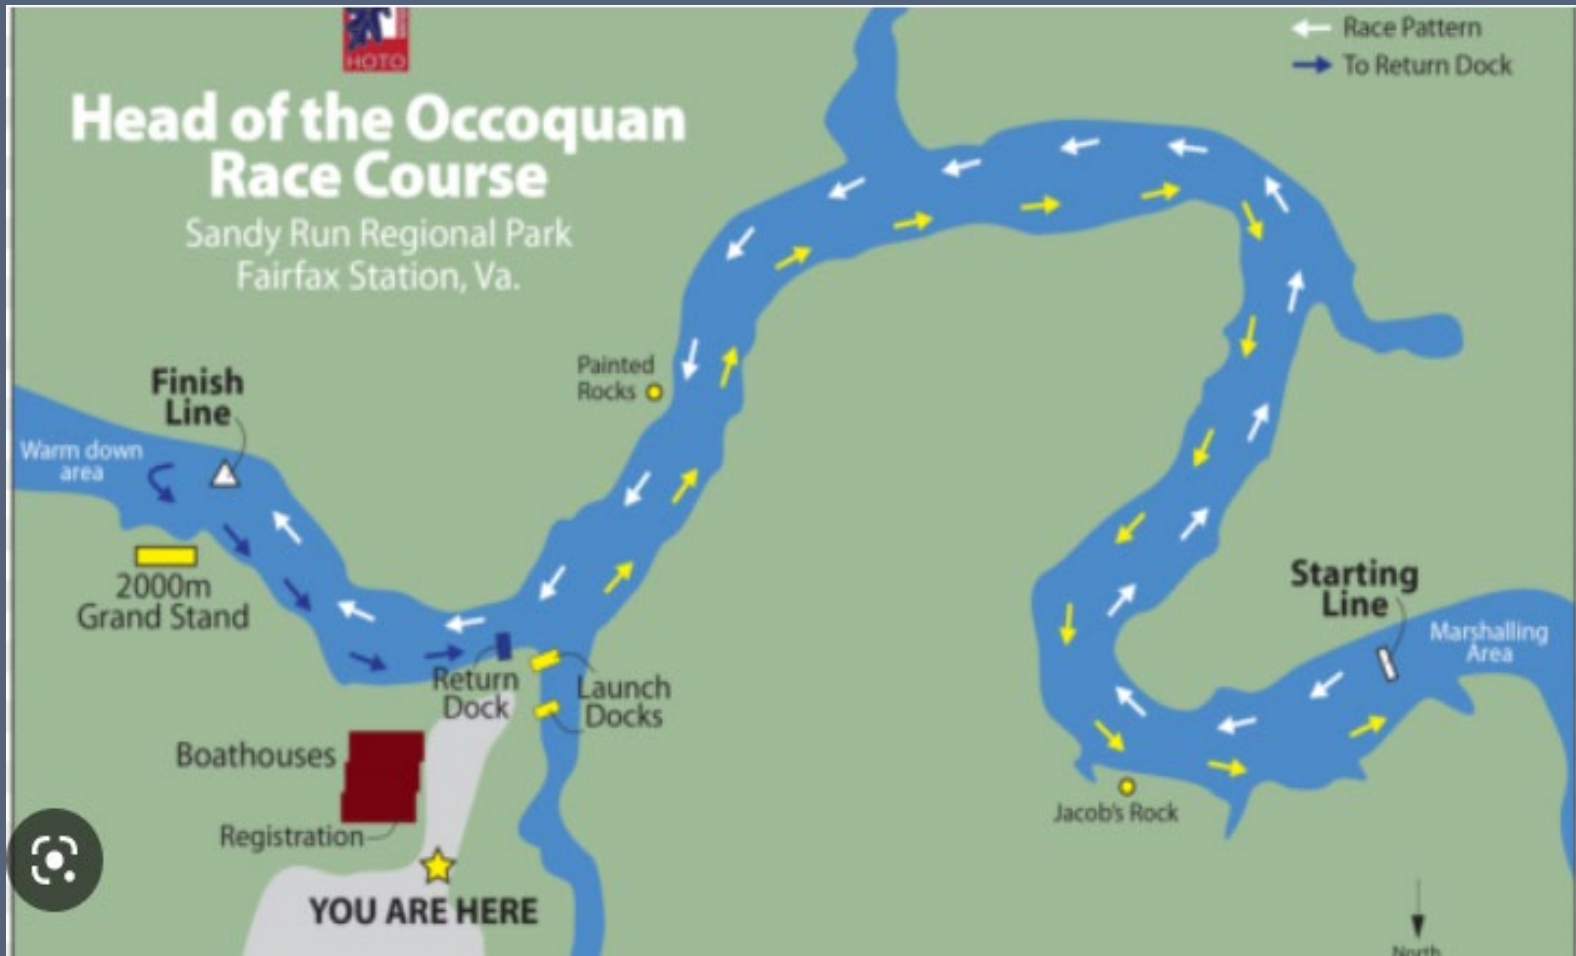 HOTO
Race Pattern
To Return Dock
Head of the Occoquan
Race Course
Sandy Run Regional Park
Fairfax Station, Va.
Painted
Rocks
Finish
Line
Warm down
area
2000m
Grand Stand
Starting
Line
Marshalling
Area
Return
Dock
Launch
Docks
Boathouses
Jacob's Rock
Registration
YOU ARE HERE
North